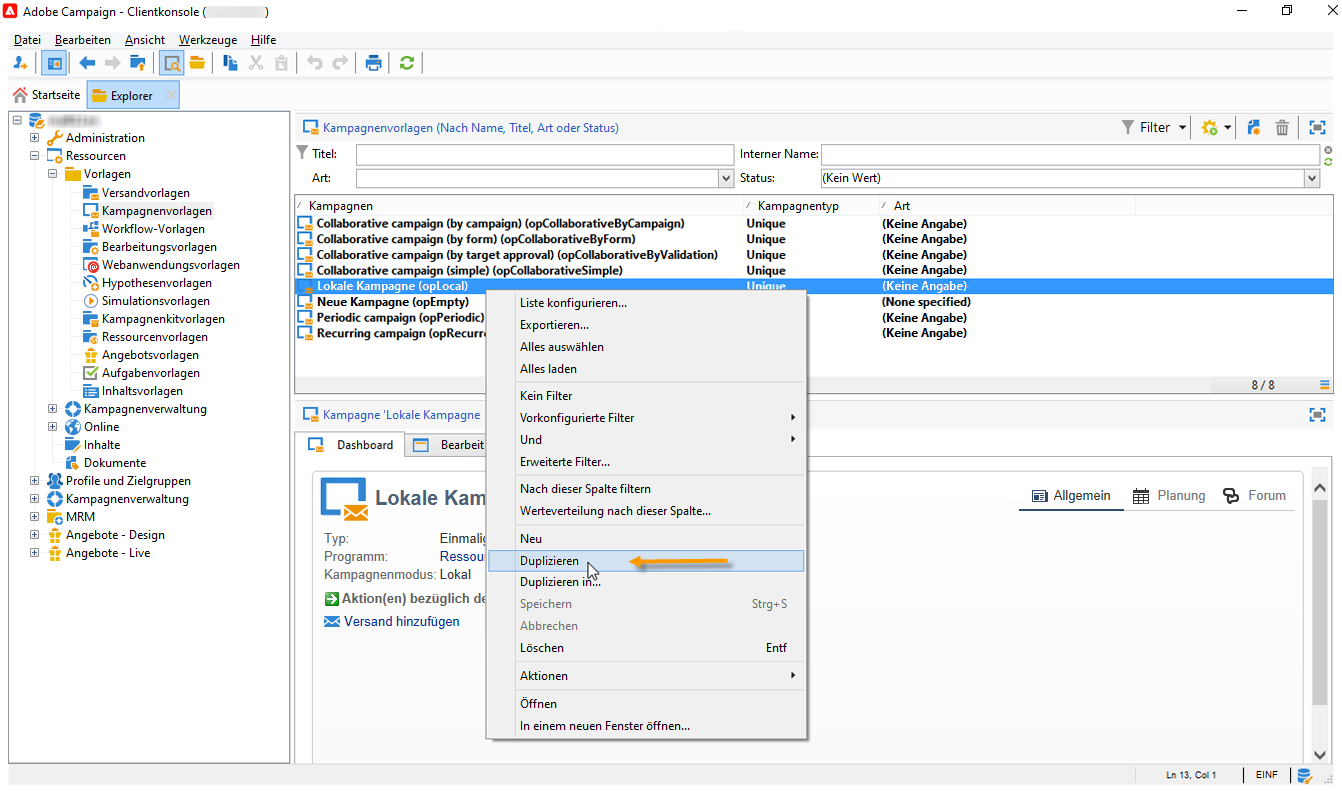 Adobe Campaign - Clientkonsole ( )
Datei Bearbeiten Ansicht Werkzeuge Hilfe
Startseite Explorer
Administration
Ressourcen
Vorlagen
Versandvorlagen
Kampagnenvorlagen
Workflow-Vorlagen
Bearbeitungsvorlagen
Webanwendungsvorlagen
Hypothesenvorlagen
Simulationsvorlagen
Kampagnenkitvorlagen
Ressourcenvorlagen
Angebotsvorlagen
Aufgabenvorlagen
Inhaltsvorlagen
Kampagnenverwaltung
Online
Inhalte
Dokumente
Profile und Zielgruppen
Kampagnenverwaltung
MRM
Angebote - Design
Angebote - Live
Kampagnenvorlagen (Nach Name, Titel, Art oder Status) Filter
Titel: Interner Name:
Art: Status: (Kein Wert)
Kampagnen Kampagnentyp Art
Collaborative campaign (by campaign) (opCollaborativeByCampaign) Unique (Keine Angabe)
Collaborative campaign (by form) (opCollaborativeByForm) Unique (Keine Angabe)
Collaborative campaign (by target approval) (opCollaborativeByValidation) Unique (Keine Angabe)
Collaborative campaign (simple) (opCollaborativeSimple) Unique (Keine Angabe)
Lokale Kampagne (opLocal) Unique (Keine Angabe)
Neue Kampagne (opEmpty) (None specified)
Periodic campaign (opPeriodic) (Keine Angabe)
Recurring campaign (opRecurr (Keine Angabe)
8 / 8
Liste konfigurieren...
Exportieren...
Alles auswählen
Alles laden
Kein Filter
Vorkonfigurierte Filter
Und
Erweiterte Filter...
Nach dieser Spalte filtern
Werteverteilung nach dieser Spalte...
Neu
Duplizieren
Duplizieren in...
Speichern Strg+S
Abbrechen
Löschen Entf
Aktionen
Öffnen
In einem neuen Fenster öffnen...
Kampagne 'Lokale Kampagne
Dashboard Bearbeit
Lokale Kam
Allgemein Planung Forum
Typ: Einmalig
Programm: Ressou
Kampagnenmodus: Lokal
Aktion(en) bezüglich de
Versand hinzufügen
Ln 13, Col 1 EINF